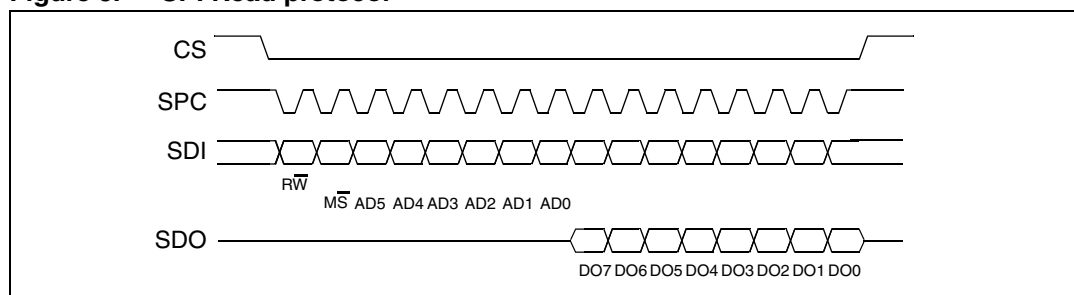 CS
SPC
SDI
RW
MS AD5 AD4 AD3 AD2 AD1 AD0
SDO
DO7 DO6 DO5 DO4 DO3 DO2 DO1 DO0